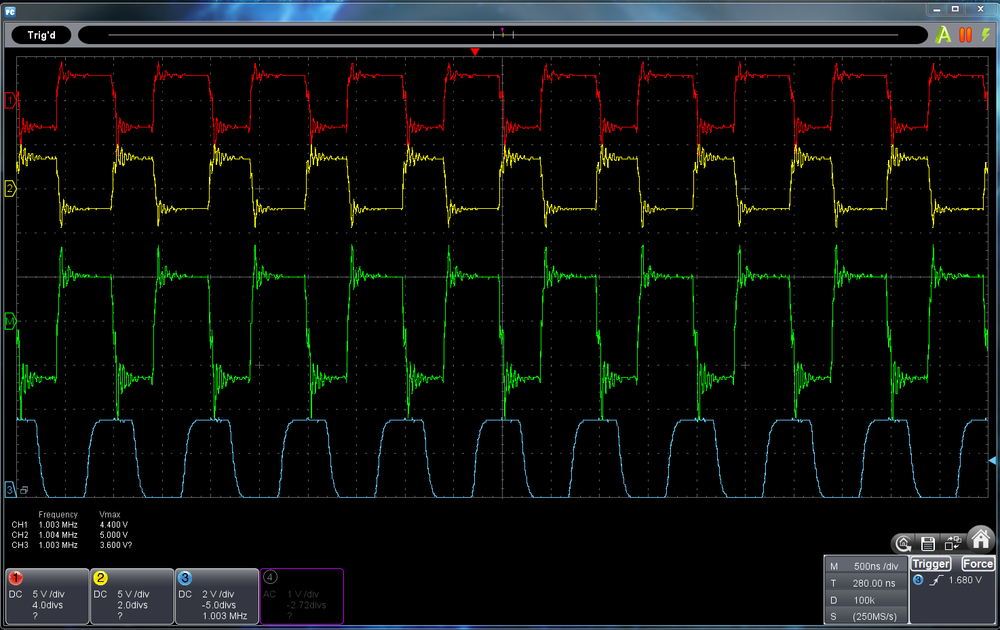 PC
Trig'd
A
1
2
M
3
Frequency Vmax
CH1 1.003 MHz 4.400 V
CH2 1.004 MHz 5.000 V
CH3 1.003 MHz 3.600 V?
1
DC 5 V /div
4.0divs
?
2
DC 5 V /div
2.0divs
?
3
DC 2 V /div
-5.0divs
1.003 MHz
4
AC 1 V /div
-2.72divs
?
M 500ns /div
T 280.00 ns
D 100k
S (250MS/s)
Trigger Force
3 1.680 V